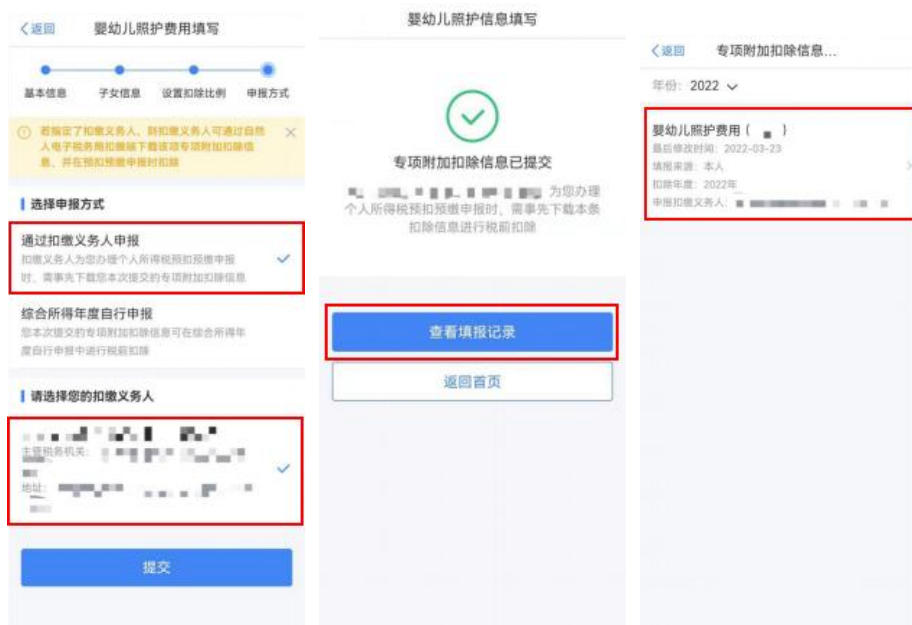 〈返回 婴幼儿照护费用填写
基本信息 子女信息 设置扣除比例 申报方式
若指定了扣缴义务人，则扣缴义务人可通过自然
人电子税务局扣缴端下载该项专项附加扣除信
息，并在预扣预缴申报时扣除
选择申报方式
通过扣缴义务人申报
扣缴义务人为您办理个人所得税预扣预缴申报
时，需事先下载您本次提交的专项附加扣除信息
综合所得年度自行申报
您本次提交的专项附加扣除信息可在综合所得年
度自行申报中进行税前扣除
请选择您的扣缴义务人
主管税务机关：
地址：
提交
婴幼儿照护信息填写
专项附加扣除信息已提交
为您办理
个人所得税预扣预缴申报时，需事先下载本条
扣除信息进行税前扣除
查看填报记录
返回首页
〈返回 专项附加扣除信息...
年份：2022
婴幼儿照护费用（ ）
最后修改时间：2022-03-23
填报来源：本人
扣除年度：2022年
申报扣缴义务人：